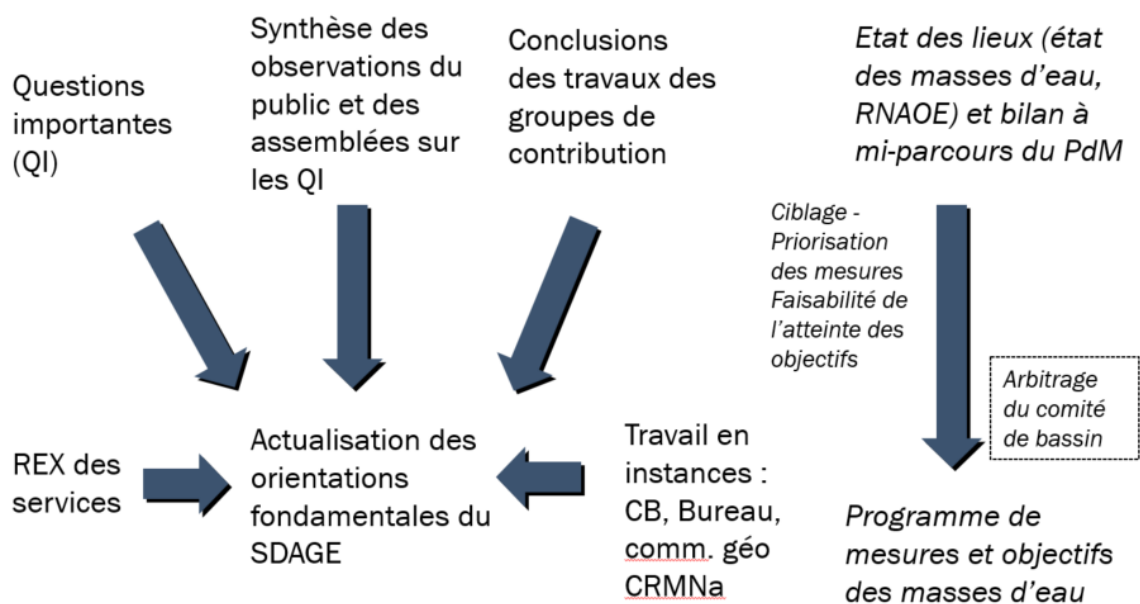 Questions
importantes
(QI)
Synthèse des
observations du
public et des
assemblées sur
les QI
Conclusions
des travaux des
groupes de
contribution
Etat des lieux (état
des masses d'eau,
RNAOE) et bilan à
mi-parcours du PdM
Ciblage -
Priorisation
des mesures
Faisabilité de
l'atteinte des
objectifs
Arbitrage
du comité
de bassin
REX des
services
Actualisation des
orientations
fondamentales du
SDAGE
Travail en
instances :
CB, Bureau,
comm. géo
CRMNa
Programme de
mesures et objectifs
des masses d'eau